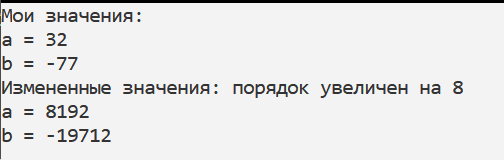 Мои значения:
a = 32
b = -77
Измененные значения: порядок увеличен на 8
a = 8192
b = -19712